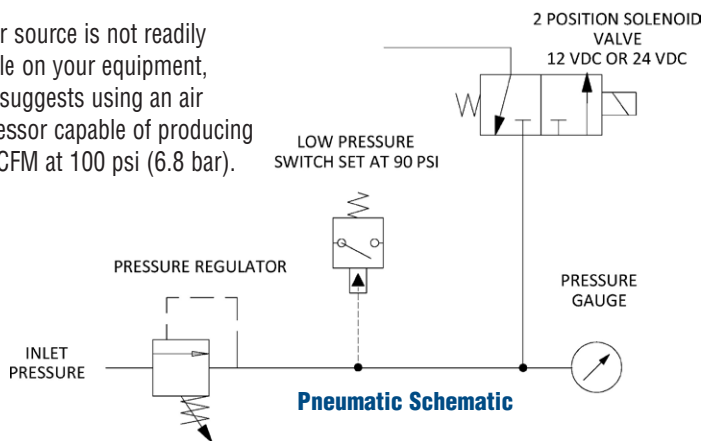 r source is not readily
le on your equipment,
suggests using an air
essor capable of producing
CFM at 100 psi (6.8 bar).
2 POSITION SOLENOID
VALVE
12 VDC OR 24 VDC
LOW PRESSURE
SWITCH SET AT 90 PSI
PRESSURE REGULATOR
PRESSURE
GAUGE
INLET
PRESSURE
Pneumatic Schematic